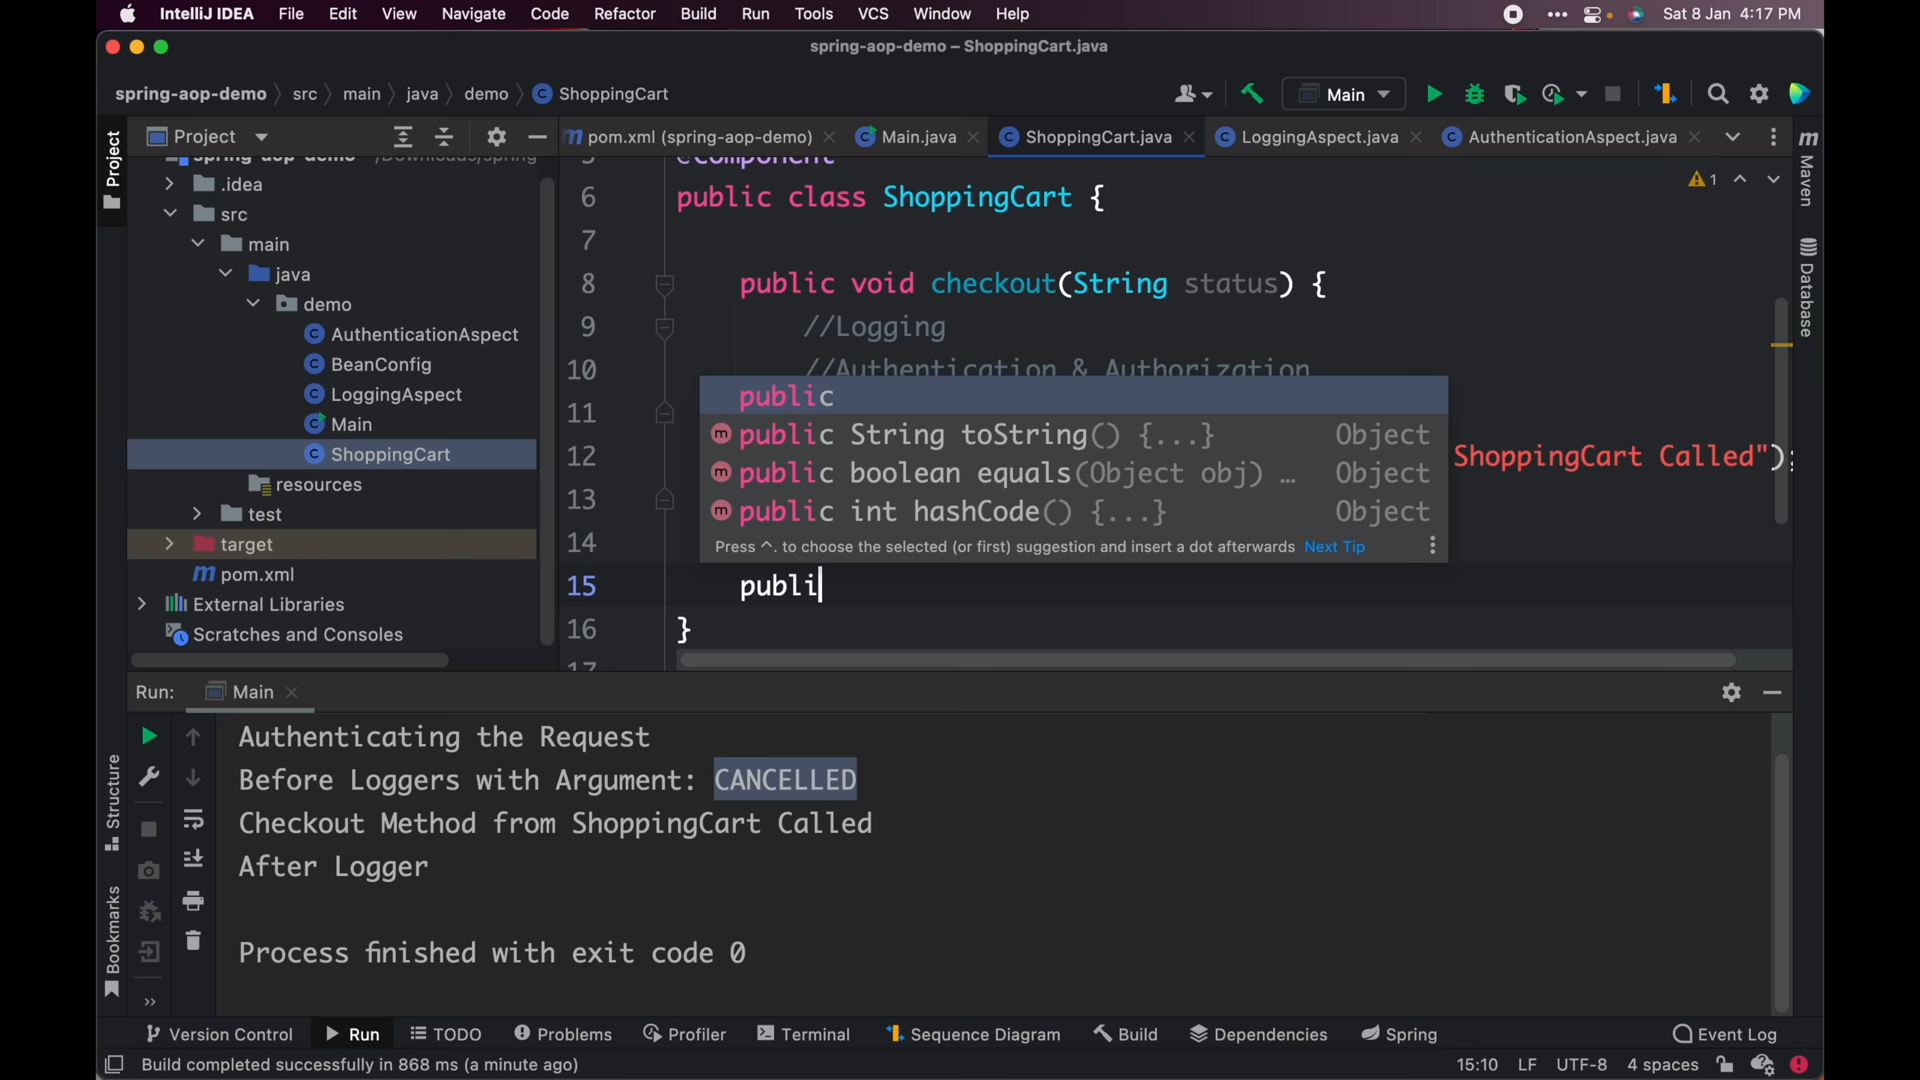 IntelliJ IDEA File Edit View Navigate Code Refactor Build Run Tools VCS Window Help Sat 8 Jan 4:17 PM
spring-aop-demo – ShoppingCart.java
spring-aop-demo src main java demo ShoppingCart Main
Project
pom.xml (spring-aop-demo) Main.java ShoppingCart.java LoggingAspect.java AuthenticationAspect.java
Project
Maven
Database
spring-aop-demo
.idea
src
main
java
demo
AuthenticationAspect
BeanConfig
LoggingAspect
Main
ShoppingCart
resources
test
target
pom.xml
External Libraries
Scratches and Consoles
5 @Component
6 public class ShoppingCart { 1
7
8 public void checkout(String status) {
9 //Logging
10 //Authentication & Authorization
11
12 ShoppingCart Called");
13
14
15 publi
16 }
17
public
public String toString() {...} Object
public boolean equals(Object obj) … Object
public int hashCode() {...} Object
Press ^. to choose the selected (or first) suggestion and insert a dot afterwards Next Tip
Run: Main
Structure
Bookmarks
Authenticating the Request
Before Loggers with Argument: CANCELLED
Checkout Method from ShoppingCart Called
After Logger
Process finished with exit code 0
Version Control Run TODO Problems Profiler Terminal Sequence Diagram Build Dependencies Spring Event Log
Build completed successfully in 868 ms (a minute ago) 15:10 LF UTF-8 4 spaces